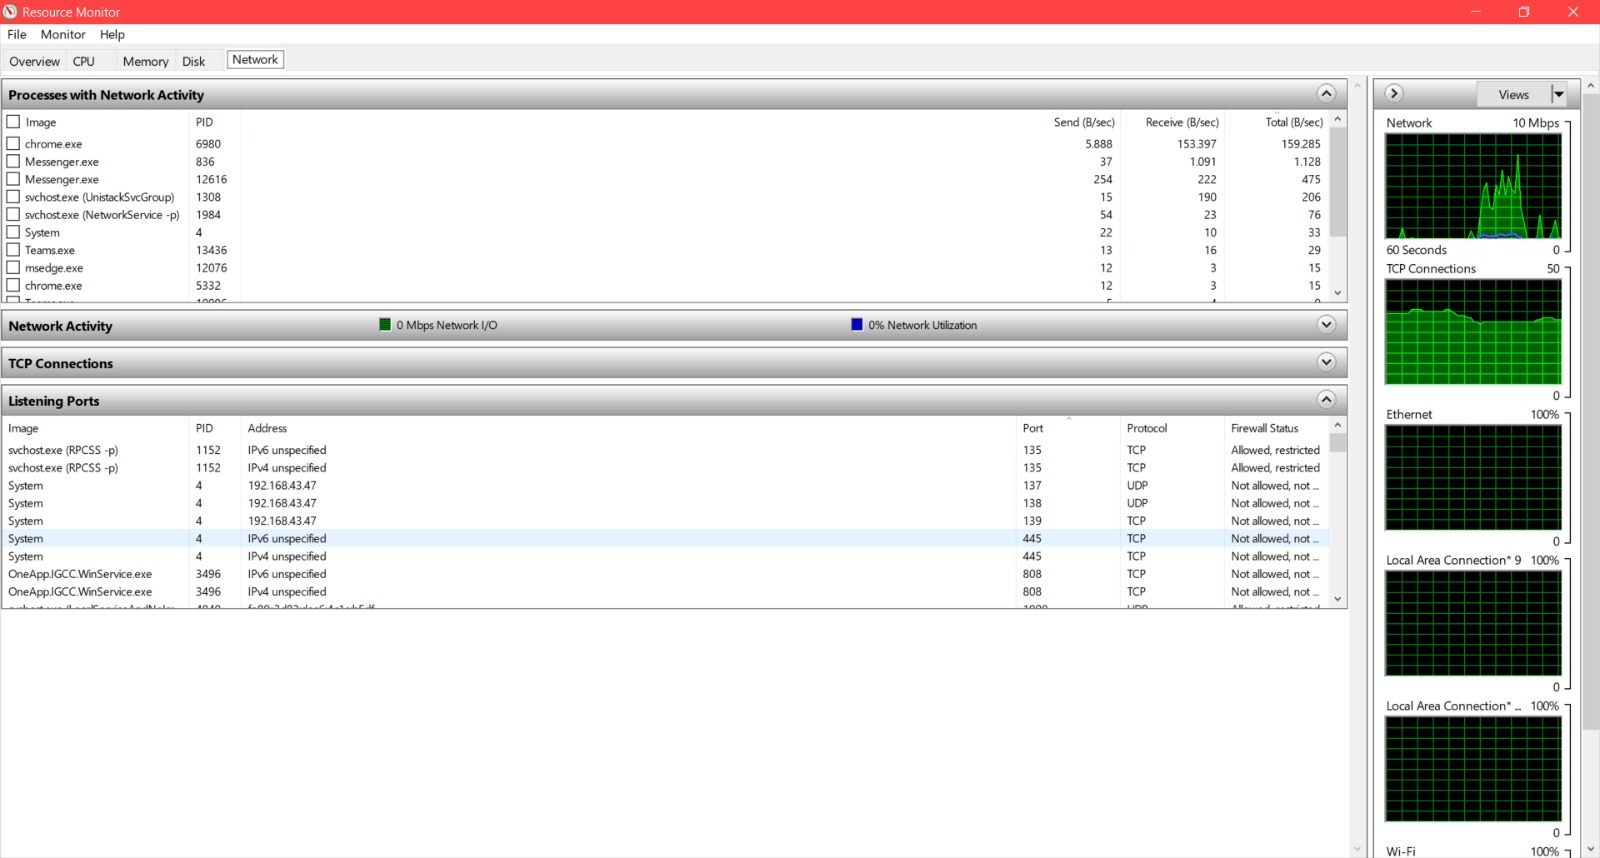 Resource Monitor
File Monitor Help
Overview CPU Memory Disk Network
Processes with Network Activity
Image PID Send (B/sec) Receive (B/sec) Total (B/sec)
chrome.exe 6980 5.888 153.397 159.285
Messenger.exe 836 37 1.091 1.128
Messenger.exe 12616 254 222 475
svchost.exe (UnistackSvcGroup) 1308 15 190 206
svchost.exe (NetworkService -p) 1984 54 23 76
System 4 22 10 33
Teams.exe 13436 13 16 29
msedge.exe 12076 12 3 15
chrome.exe 5332 12 3 15
Network Activity 0 Mbps Network I/O 0% Network Utilization
TCP Connections
Listening Ports
Image PID Address Port Protocol Firewall Status
svchost.exe (RPCSS -p) 1152 IPv6 unspecified 135 TCP Allowed, restricted
svchost.exe (RPCSS -p) 1152 IPv4 unspecified 135 TCP Allowed, restricted
System 4 192.168.43.47 137 UDP Not allowed, not ...
System 4 192.168.43.47 138 UDP Not allowed, not ...
System 4 192.168.43.47 139 TCP Not allowed, not ...
System 4 IPv6 unspecified 445 TCP Not allowed, not ...
System 4 IPv4 unspecified 445 TCP Not allowed, not ...
OneApp.IGCC.WinService.exe 3496 IPv6 unspecified 808 TCP Not allowed, not ...
OneApp.IGCC.WinService.exe 3496 IPv4 unspecified 808 TCP Not allowed, not ...
Views
Network 10 Mbps
60 Seconds 0
TCP Connections 50
0
Ethernet 100%
0
Local Area Connection* 9 100%
0
Local Area Connection* ... 100%
0
Wi-Fi 100%